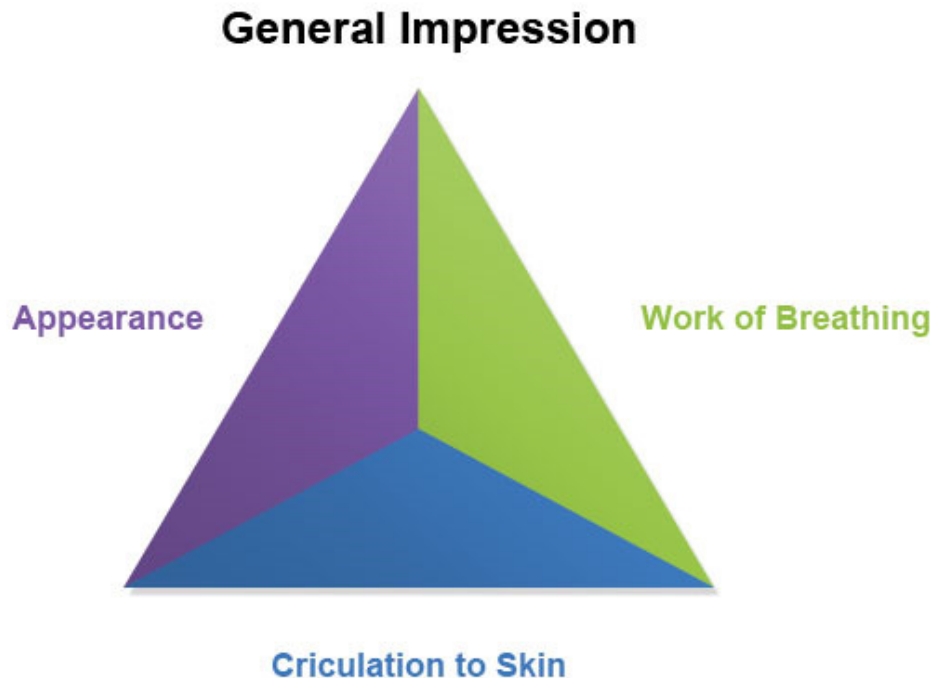 General Impression
Appearance
Work of Breathing
Criculation to Skin